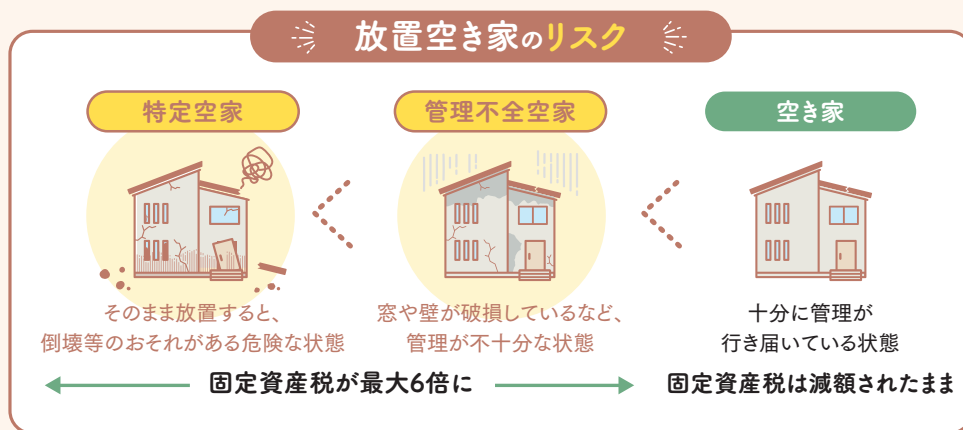 放置空き家のリスク
特定空家
管理不全空家
空き家
そのまま放置すると、
倒壊等のおそれがある危険な状態
窓や壁が破損しているなど、
管理が不十分な状態
十分に管理が
行き届いている状態
固定資産税が最大6倍に
固定資産税は減額されたまま